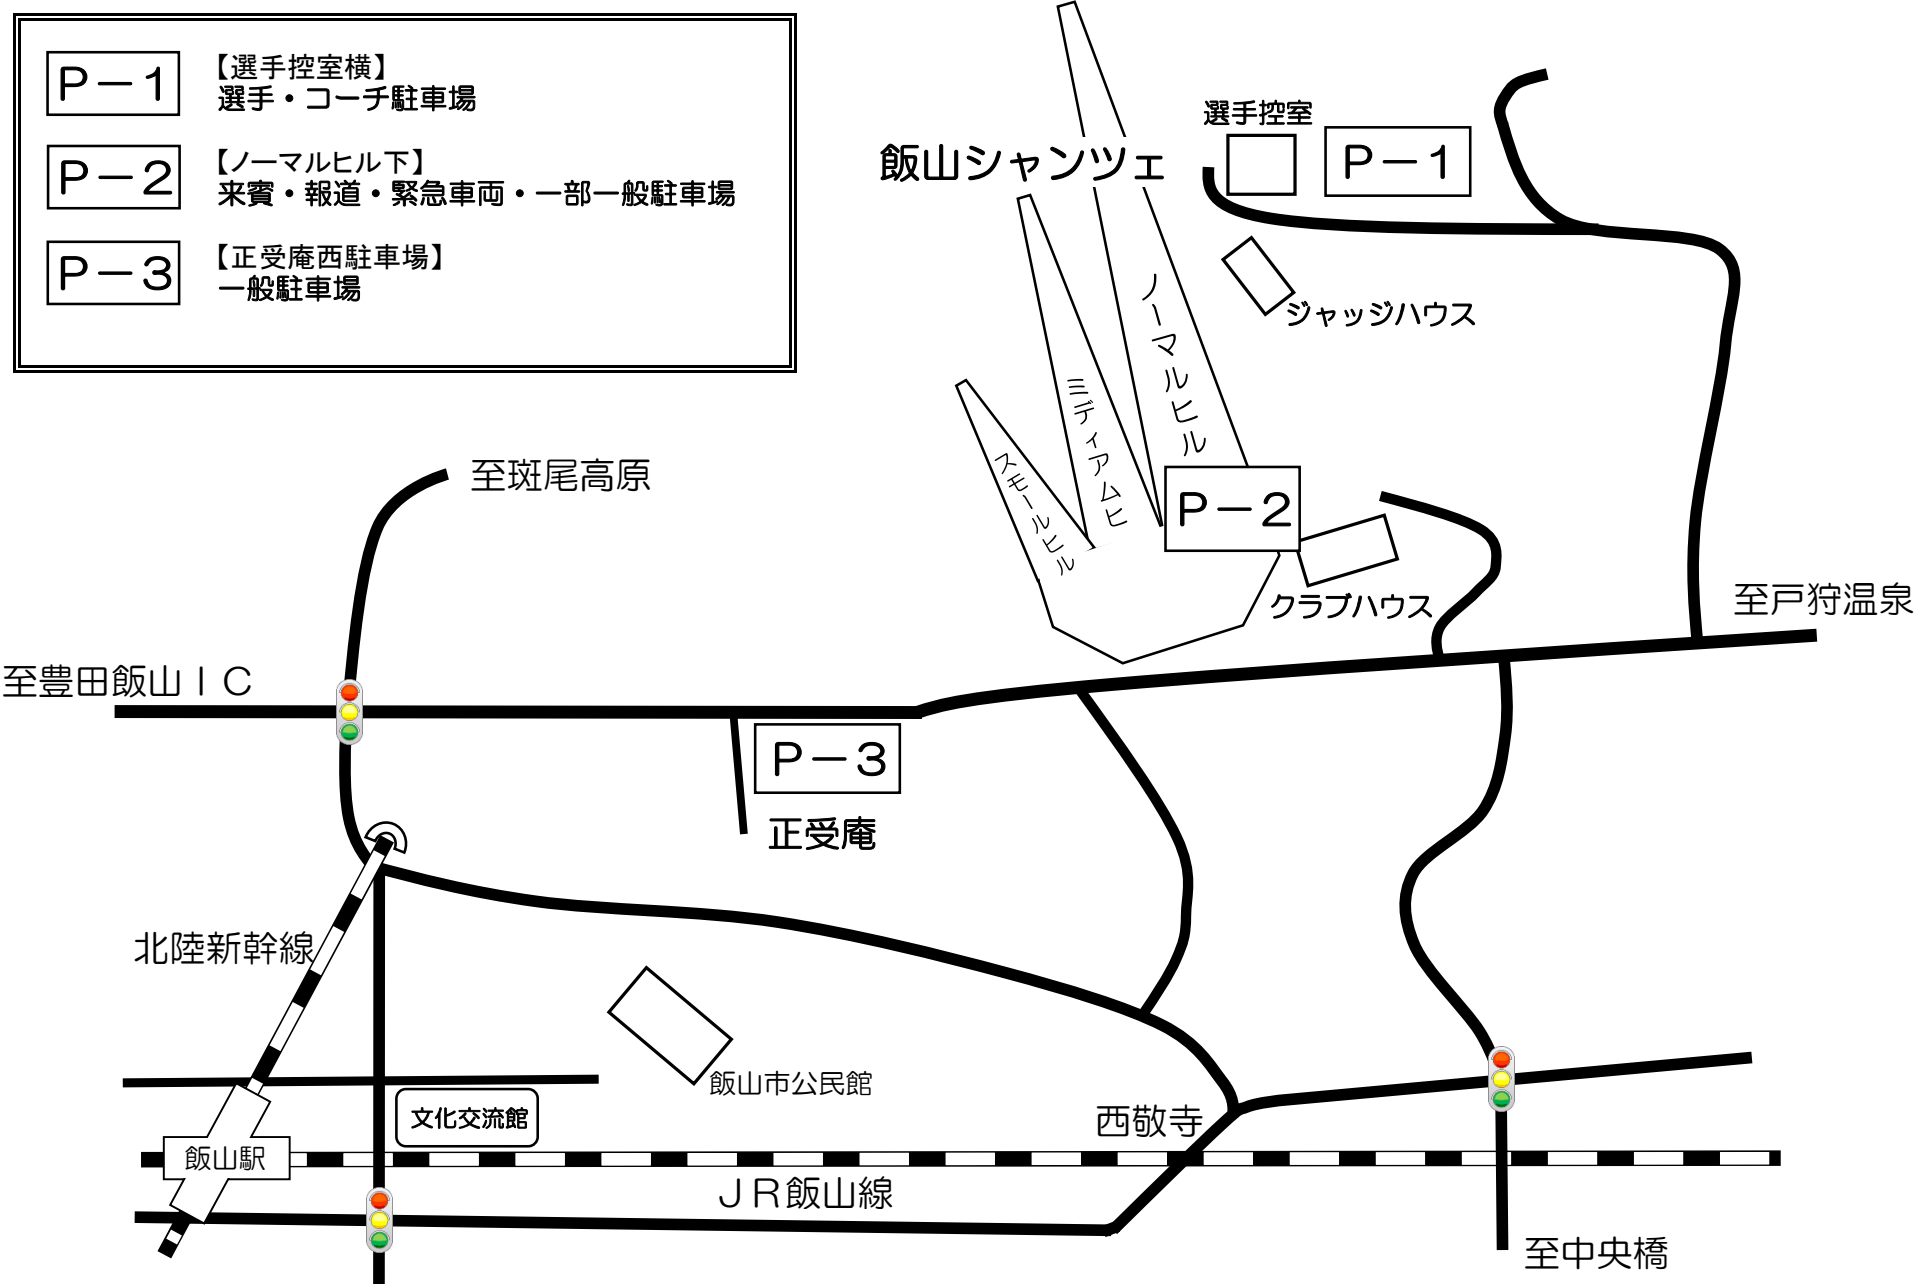 P－1
【選手控室横】
選手・コーチ駐車場
P－2
【ノーマルヒル下】
来賓・報道・緊急車両・一部一般駐車場
P－3
【正受庵西駐車場】
一般駐車場
飯山シャンツェ
選手控室
P－1
ジャッジハウス
ノーマルヒル
ミディアムヒ
スモールヒル
P－2
クラブハウス
至斑尾高原
至戸狩温泉
至豊田飯山ＩＣ
P－3
正受庵
北陸新幹線
飯山市公民館
文化交流館
西敬寺
飯山駅
ＪＲ飯山線
至中央橋